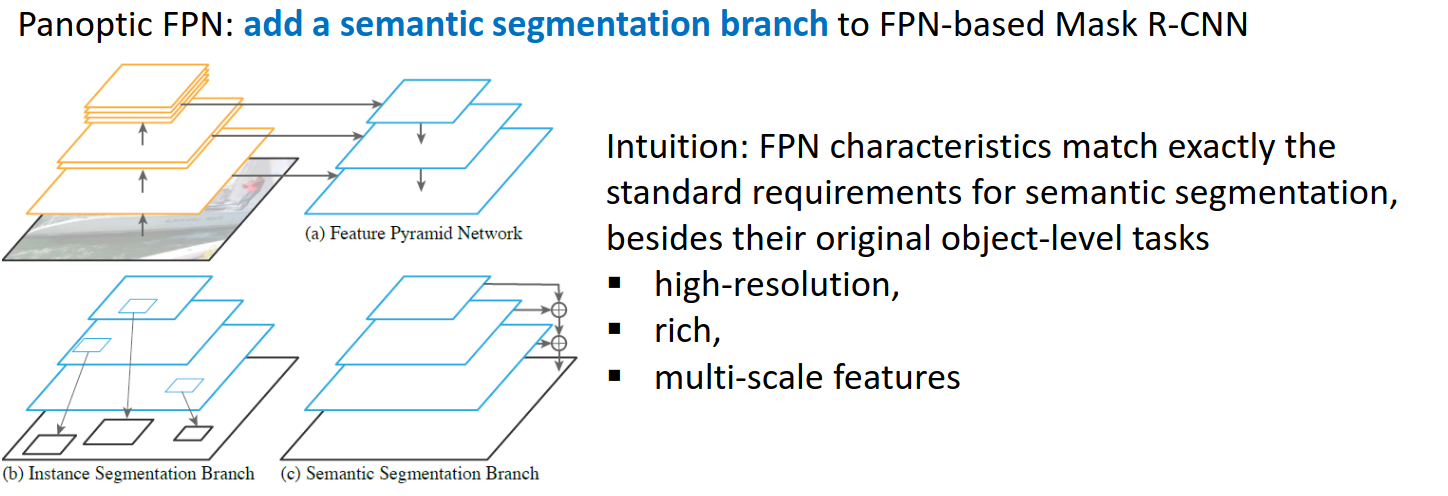 Panoptic FPN: add a semantic segmentation branch to FPN-based Mask R-CNN
(a) Feature Pyramid Network
(b) Instance Segmentation Branch
(c) Semantic Segmentation Branch
Intuition: FPN characteristics match exactly the
standard requirements for semantic segmentation,
besides their original object-level tasks
▪ high-resolution,
▪ rich,
▪ multi-scale features